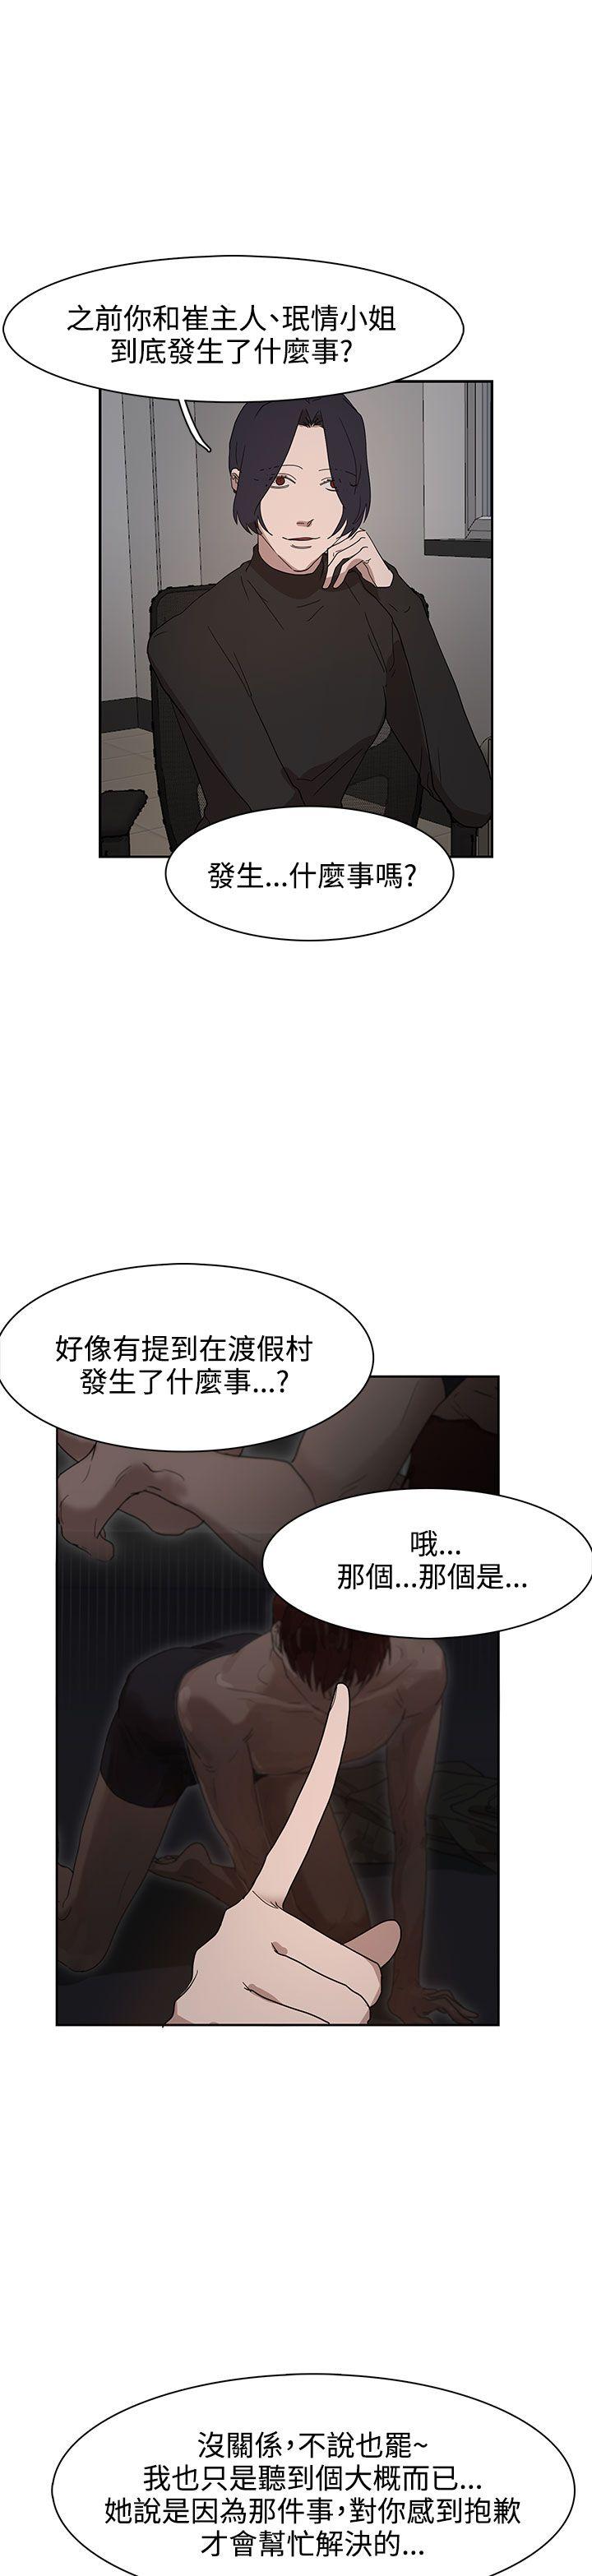 之前你和崔主人、珉情小姐
到底發生了什麼事?
發生...什麼事嗎?
好像有提到在渡假村
發生了什麼事...?
哦...
那個...那個是...
沒關係，不說也罷~
我也只是聽到個大概而已...
她說是因為那件事，對你感到抱歉
才會幫忙解決的...